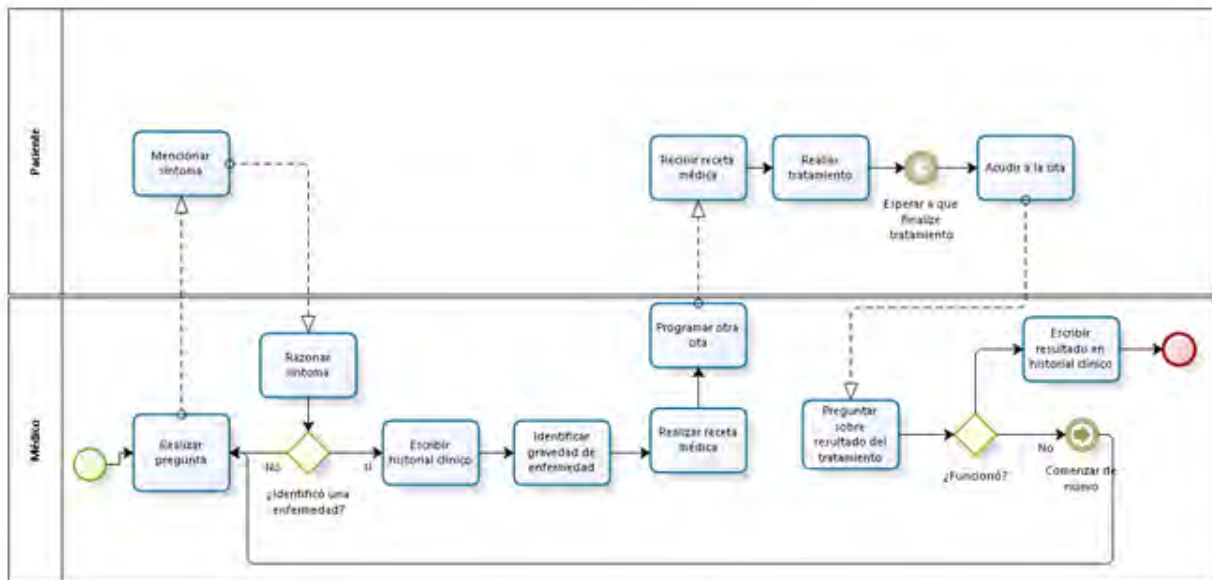 Paciente
Mencionar
síntoma
Recibir receta
médica
Realizar
tratamiento
Esperar a que
finalize
tratamiento
Acudir a la cita
Médico
Realizar
pregunta
Razonar
síntoma
No
si
¿Identificó una
enfermedad?
Escribir
historial clínico
Identificar
gravedad de
enfermedad
Programar otra
cita
Realizar receta
médica
Preguntar
sobre
resultado del
tratamiento
¿Funcionó?
No
Escribir
resultado en
historial clínico
Comenzar de
nuevo